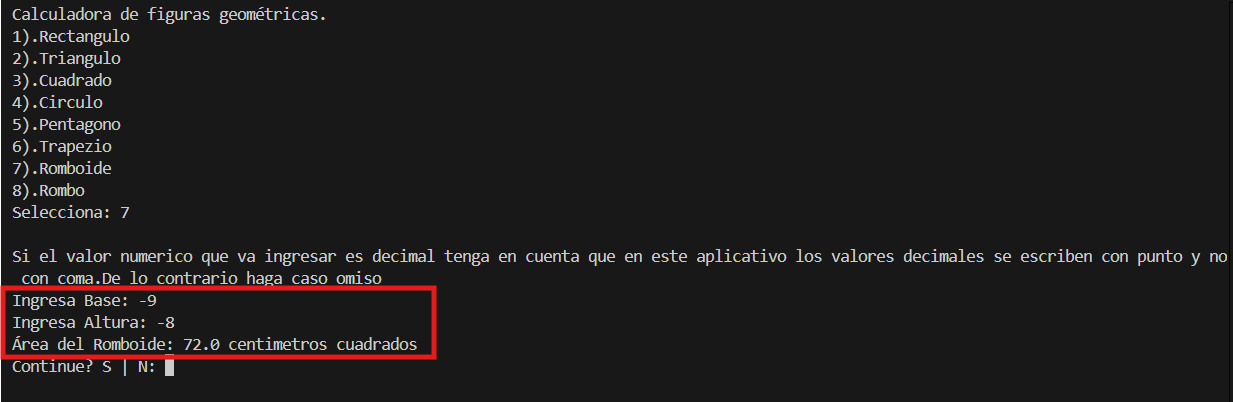 Calculadora de figuras geométricas.
1).Rectangulo
2).Triangulo
3).Cuadrado
4).Circulo
5).Pentagono
6).Trapezio
7).Romboide
8).Rombo
Selecciona: 7
Si el valor numerico que va ingresar es decimal tenga en cuenta que en este aplicativo los valores decimales se escriben con punto y no
con coma.De lo contrario haga caso omiso
Ingresa Base: -9
Ingresa Altura: -8
Área del Romboide: 72.0 centimetros cuadrados
Continue? S | N: